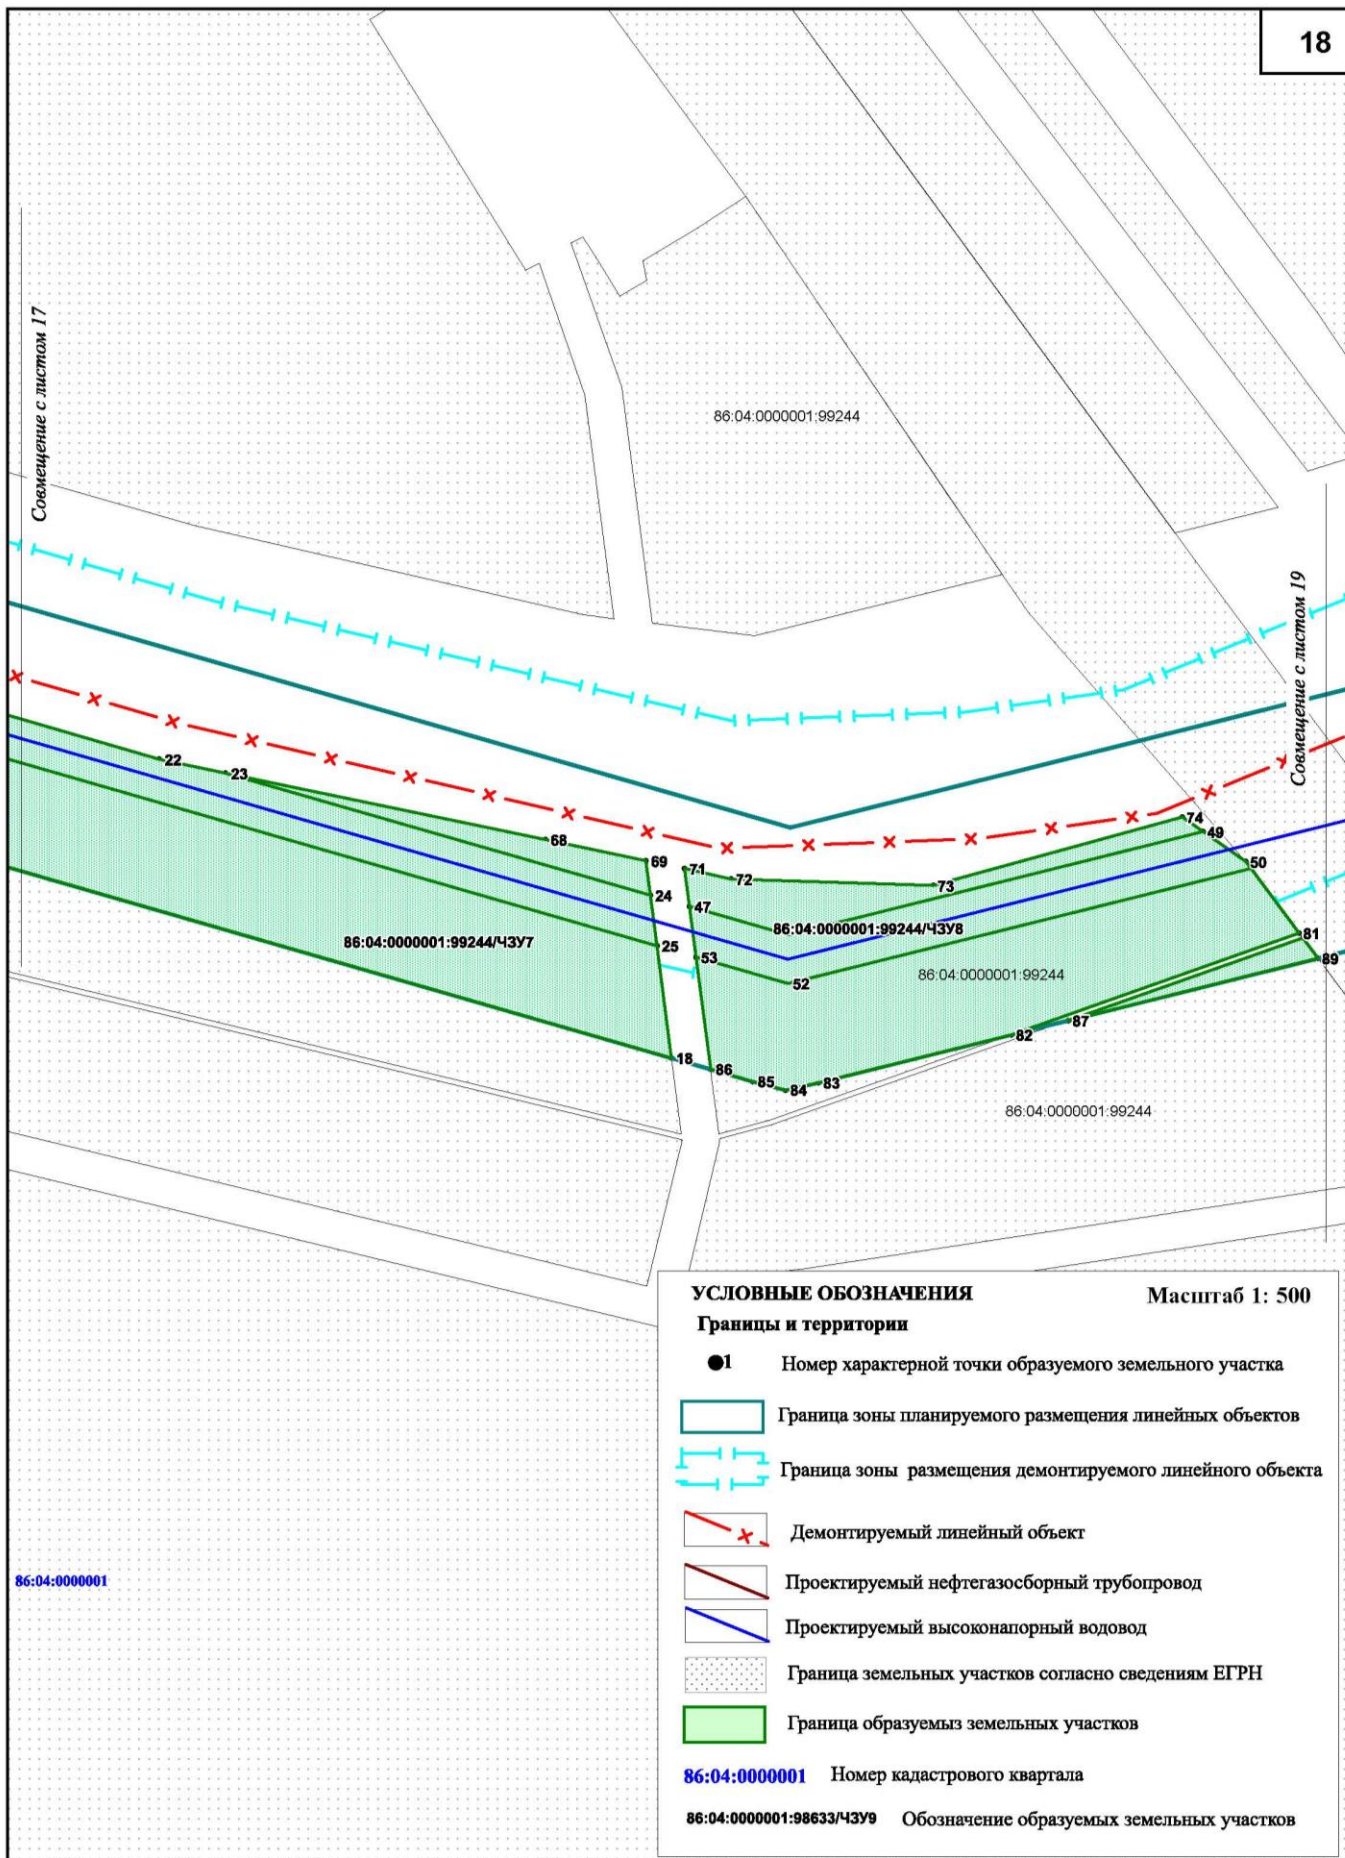 18
Совмещение с листом 17
86:04:0000001:99244
Совмещение с листом 19
22
23
68
69
24
25
71
72
47
53
52
73
74
49
50
81
89
86:04:0000001:99244/ЧЗУ7
86:04:0000001:99244/ЧЗУ8
86:04:0000001:99244
18
86
85
84
83
82
87
86:04:0000001:99244
86:04:0000001
УСЛОВНЫЕ ОБОЗНАЧЕНИЯ
Масштаб 1: 500
Границы и территории
1 Номер характерной точки образуемого земельного участка
Граница зоны планируемого размещения линейных объектов
Граница зоны размещения демонтируемого линейного объекта
Демонтируемый линейный объект
Проектируемый нефтегазосборный трубопровод
Проектируемый высоконапорный водовод
Граница земельных участков согласно сведениям ЕГРН
Граница образуемыз земельных участков
86:04:0000001 Номер кадастрового квартала
86:04:0000001:98633/ЧЗУ9 Обозначение образуемых земельных участков